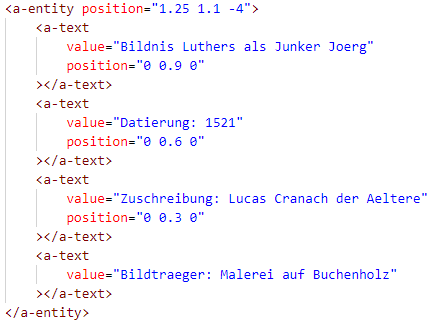 <a-entity position="1.25 1.1 -4">
<a-text
value="Bildnis Luthers als Junker Joerg"
position="0 0.9 0"
></a-text>
<a-text
value="Datierung: 1521"
position="0 0.6 0"
></a-text>
<a-text
value="Zuschreibung: Lucas Cranach der Aeltere"
position="0 0.3 0"
></a-text>
<a-text
value="Bildtraeger: Malerei auf Buchenholz"
></a-text>
</a-entity>